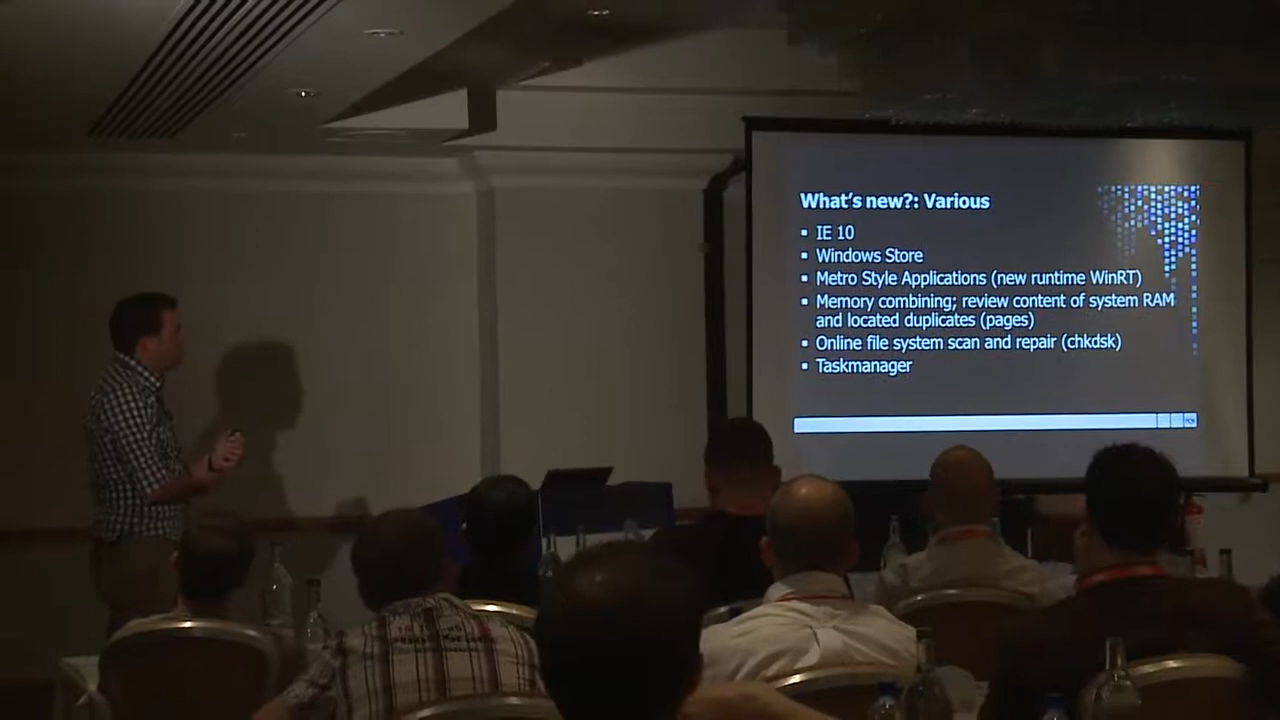 What's new?: Various
▪ IE 10
▪ Windows Store
▪ Metro Style Applications (new runtime WinRT)
▪ Memory combining; review content of system RAM
and located duplicates (pages)
▪ Online file system scan and repair (chkdsk)
▪ Taskmanager